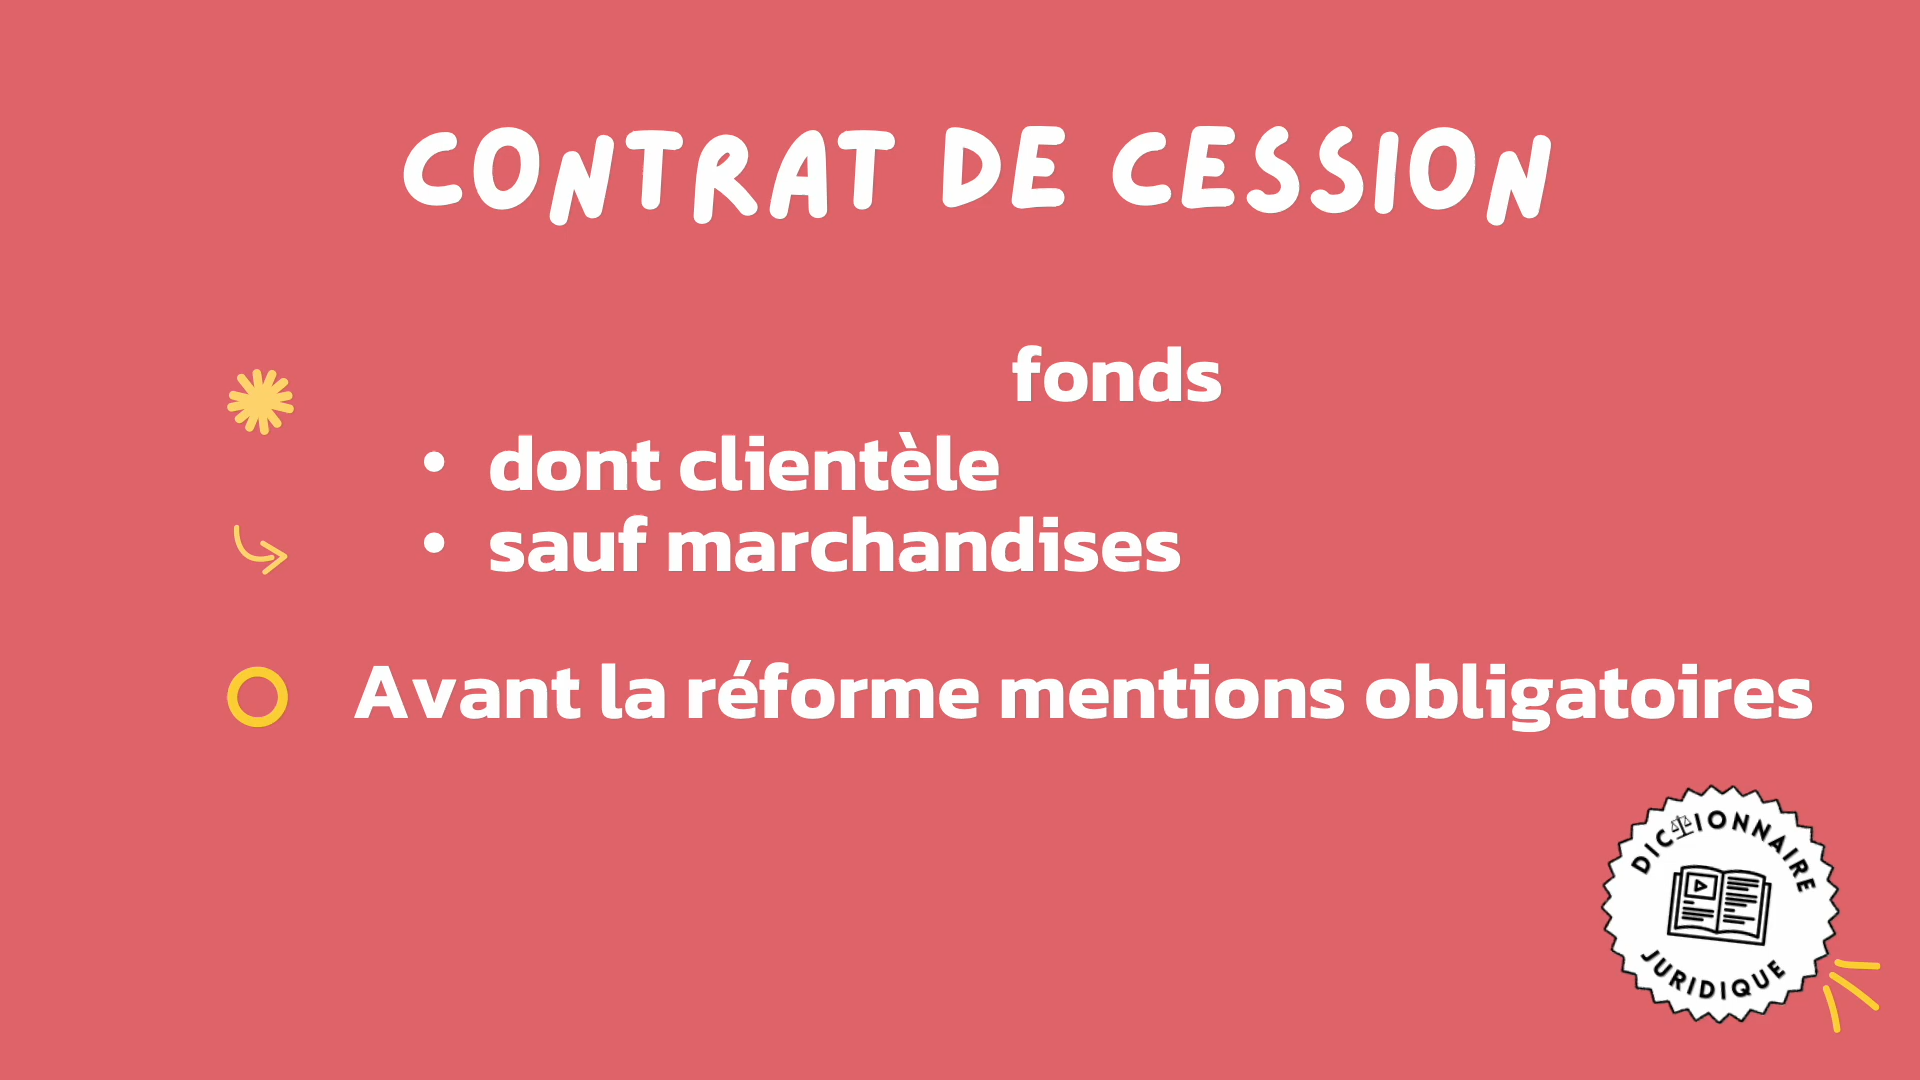 CONTRAT DE CESSION
fonds
• dont clientèle
• sauf marchandises
Avant la réforme mentions obligatoires
DICTIONNAIRE
JURIDIQUE